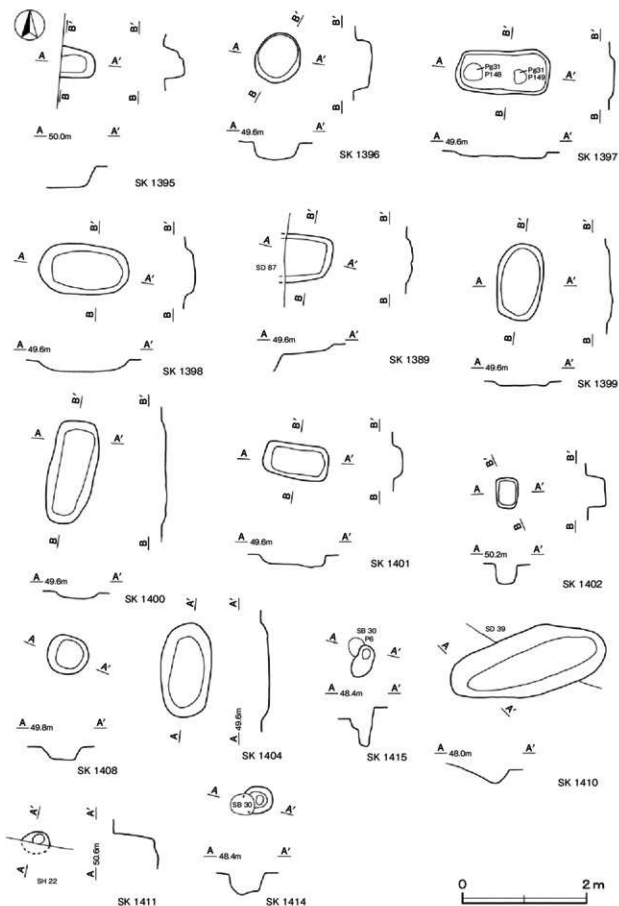 B′
A A′
B
B′
B
A 50.0m A′
SK 1395
B′
A A′
B
B′
B
A 49.6m A′
SK 1396
B′
A Pg31 P148 Pg31 P149 A′
B
B′
B
A 49.6m A′
SK 1397
B′
A A′
B
B′
B
A 49.6m A′
SK 1398
B′
A A′
SD 87
B
B′
B
A 49.6m A′
SK 1389
B′
A A′
B
B′
B
A 49.6m A′
SK 1399
B′
A A′
B
B′
B
A 49.6m A′
SK 1400
B′
A A′
B
B′
B
A 49.6m A′
SK 1401
B′
A A′
B
B′
B
A 50.2m A′
SK 1402
A A′
A 49.8m A′
SK 1408
A′
A
A′
A 49.6m
SK 1404
SB 30
P6
A A′
A 48.4m A′
SK 1415
SD 39
A A′
A 48.0m A′
SK 1410
A′
A
SH 22
A′
A 50.6m
SK 1411
A SB 30 A′
A 48.4m A′
SK 1414
0 2 m